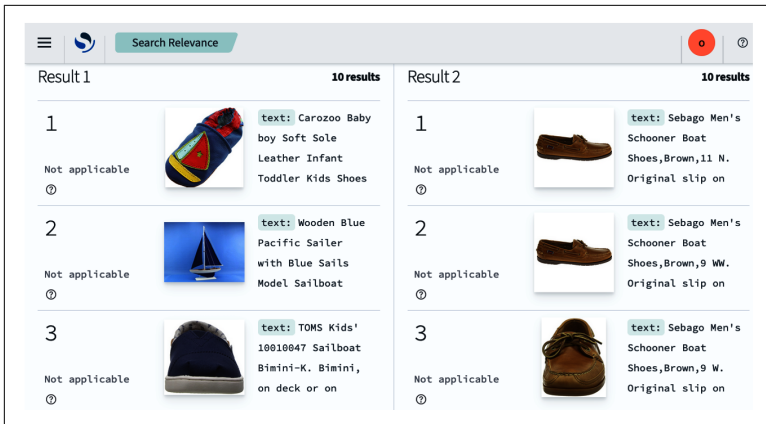 Search Relevance
o
Result 1
10 results
1
Not applicable
text: Carozoo Baby
boy Soft Sole
Leather Infant
Toddler Kids Shoes
2
Not applicable
text: Wooden Blue
Pacific Sailer
with Blue Sails
Model Sailboat
3
Not applicable
text: TOMS Kids'
10010047 Sailboat
Bimini-K. Bimini,
on deck or on
Result 2
10 results
1
Not applicable
text: Sebago Men's
Schooner Boat
Shoes,Brown,11 N.
Original slip on
2
Not applicable
text: Sebago Men's
Schooner Boat
Shoes,Brown,9 WW.
Original slip on
3
Not applicable
text: Sebago Men's
Schooner Boat
Shoes,Brown,9 W.
Original slip on